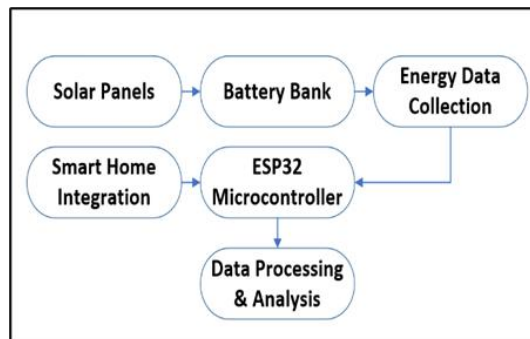 Solar Panels
Battery Bank
Energy Data
Collection
Smart Home
Integration
ESP32
Microcontroller
Data Processing
& Analysis